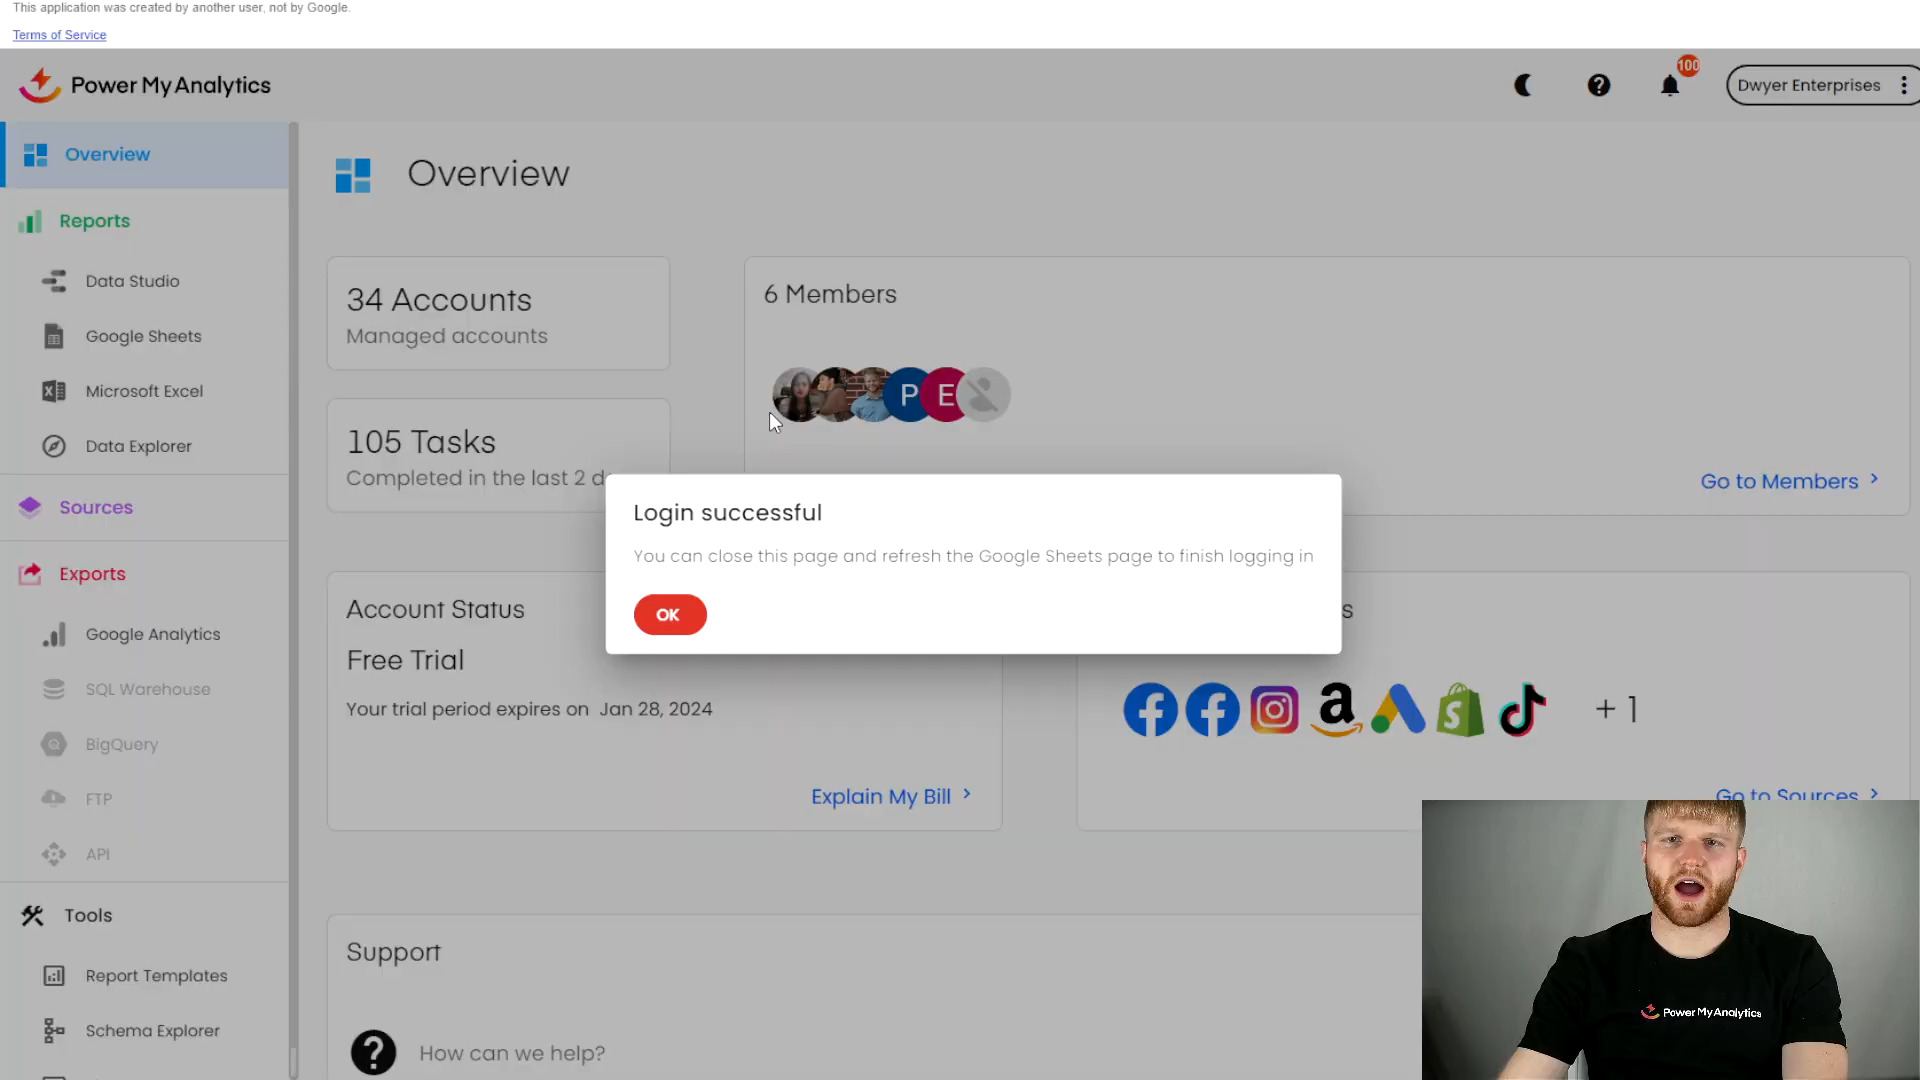 This application was created by another user, not by Google.
Terms of Service
Power My Analytics
100
Dwyer Enterprises
Overview
Reports
Data Studio
Google Sheets
Microsoft Excel
Data Explorer
Sources
Exports
Google Analytics
SQL Warehouse
BigQuery
FTP
API
Tools
Report Templates
Schema Explorer
Overview
34 Accounts
Managed accounts
105 Tasks
Completed in the last 2 d
6 Members
P
E
Go to Members
Login successful
You can close this page and refresh the Google Sheets page to finish logging in
OK
Account Status
Free Trial
Your trial period expires on Jan 28, 2024
Explain My Bill
s
+ 1
Go to Sources
Support
How can we help?
Power My Analytics